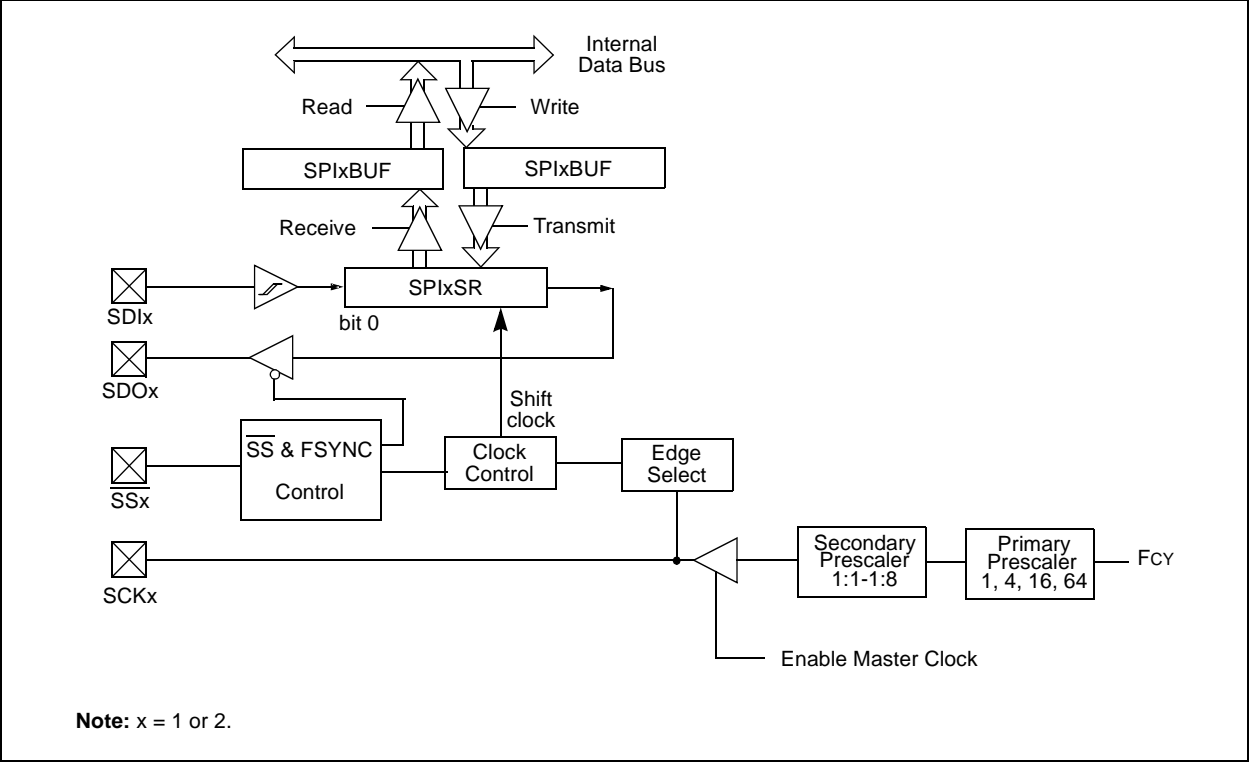 Internal
Data Bus
Read
Write
SPIxBUF
SPIxBUF
Receive
Transmit
SDIx
SPIxSR
bit 0
SDOx
Shift
clock
SS & FSYNC
Control
Clock
Control
Edge
Select
SSx
SCKx
Secondary
Prescaler
1:1-1:8
Primary
Prescaler
1, 4, 16, 64
FCY
Enable Master Clock
Note: x = 1 or 2.